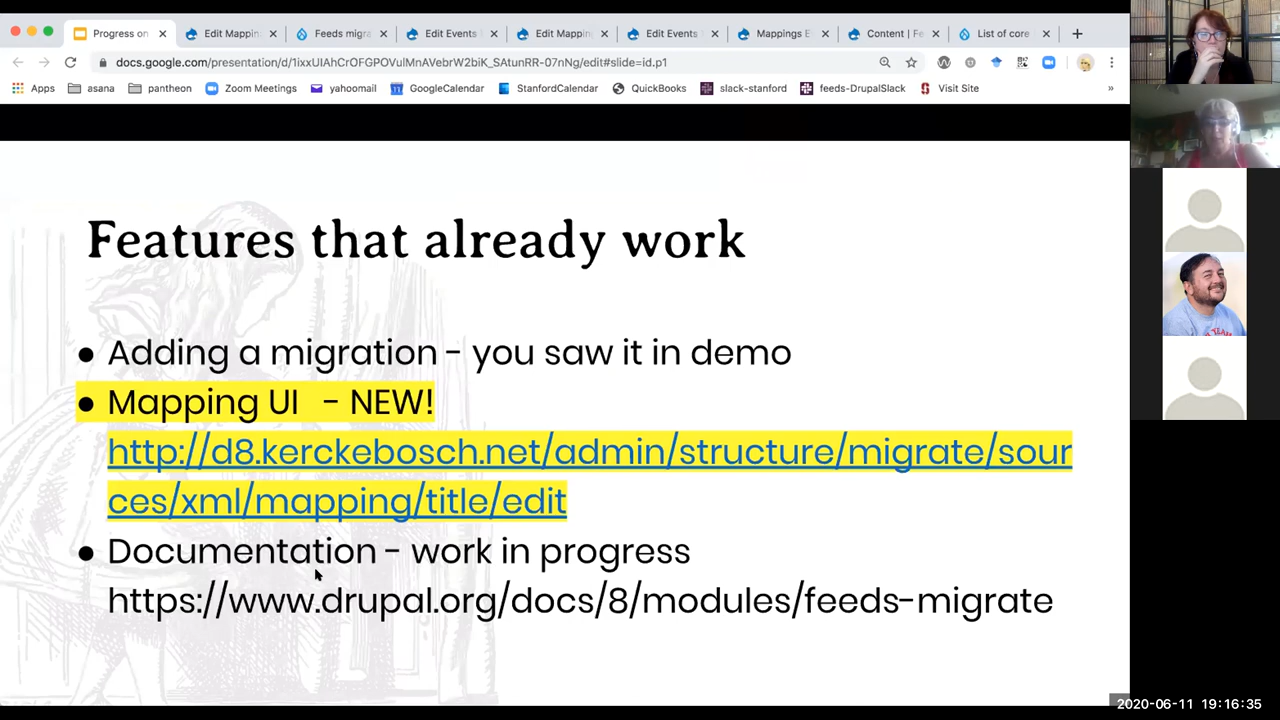 Progress on
Edit Mappin
Feeds migra
Edit Events
Edit Mapping
Edit Events
Mappings E
Content | Fe
List of core
docs.google.com/presentation/d/1ixxUIAhCrOFGPOVulMnAVebrW2biK_SAtunRR-07nNg/edit#slide=id.p1
Apps
asana
pantheon
Zoom Meetings
yahoomail
GoogleCalendar
StanfordCalendar
QuickBooks
slack-stanford
feeds-DrupalSlack
Visit Site
»
Features that already work
● Adding a migration - you saw it in demo
● Mapping UI - NEW!
http://d8.kerckebosch.net/admin/structure/migrate/sour
ces/xml/mapping/title/edit
● Documentation - work in progress
https://www.drupal.org/docs/8/modules/feeds-migrate
2020-06-11 19:16:35